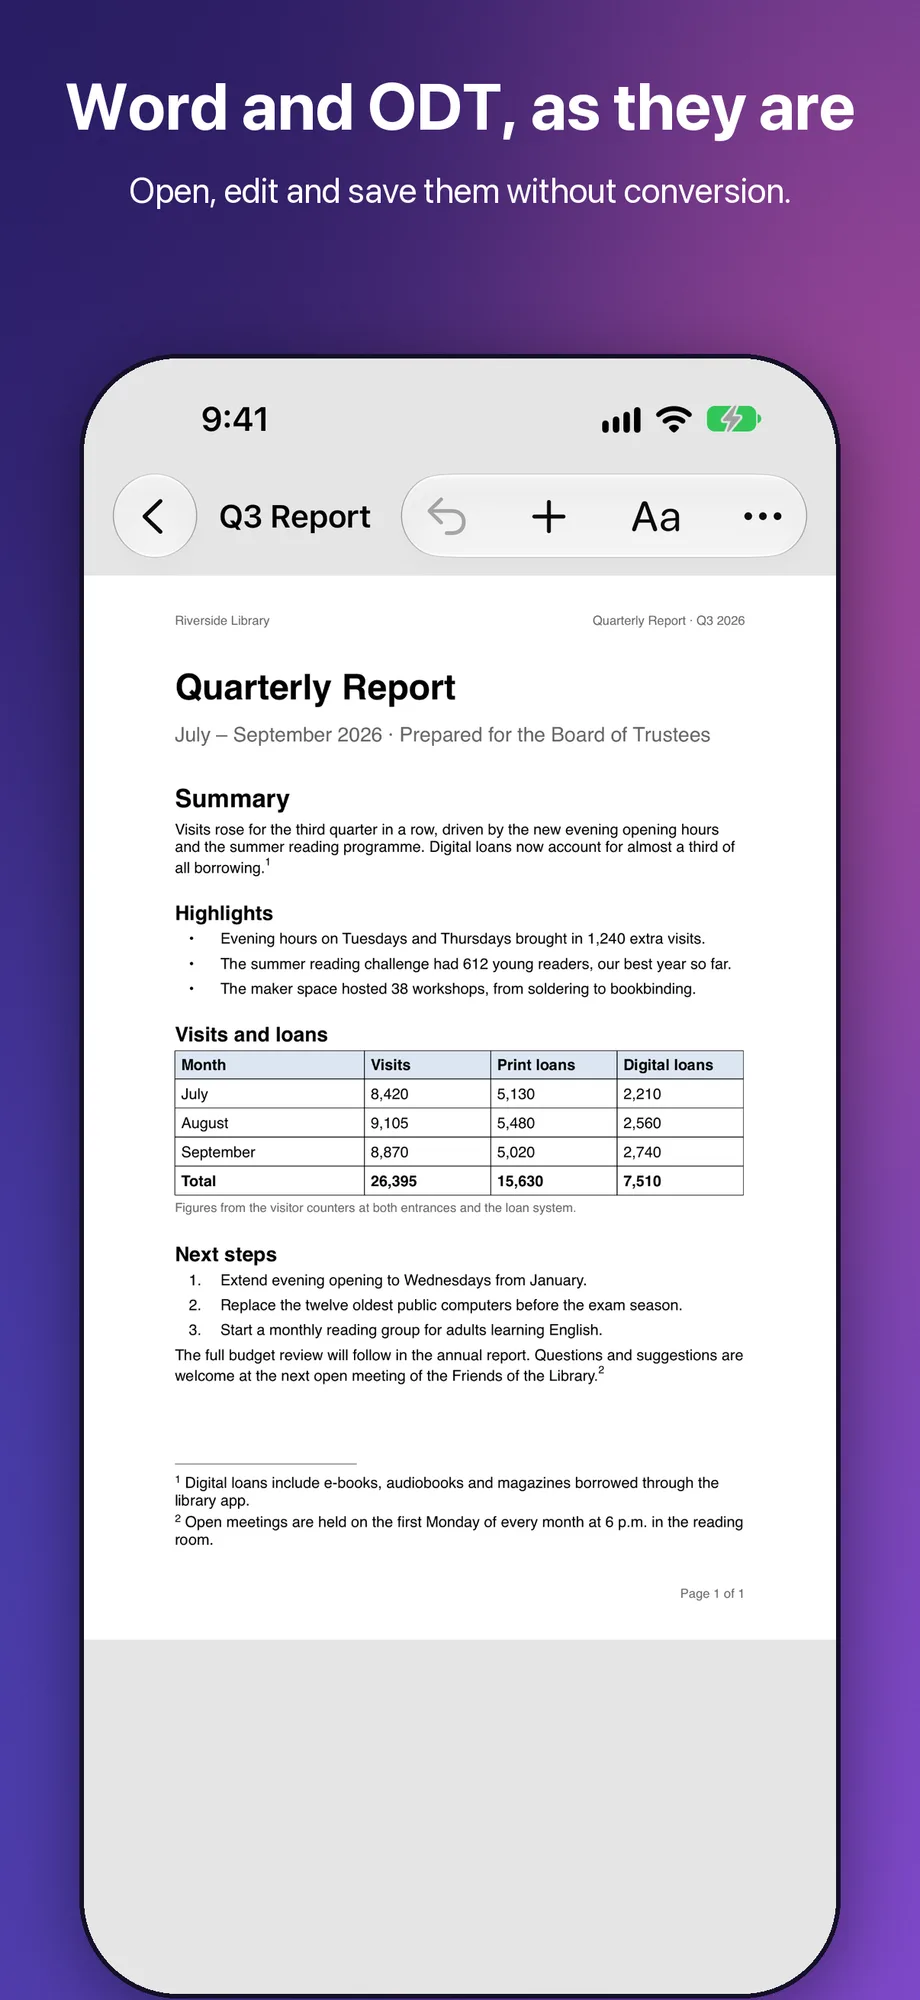 Word and ODT, as they are
Open, edit and save them without conversion.
9:41
Q3 Report
Aa
Riverside Library
Quarterly Report · Q3 2026
Quarterly Report
July – September 2026 · Prepared for the Board of Trustees
Summary
Visits rose for the third quarter in a row, driven by the new evening opening hours
and the summer reading programme. Digital loans now account for almost a third of
all borrowing.1
Highlights
• Evening hours on Tuesdays and Thursdays brought in 1,240 extra visits.
• The summer reading challenge had 612 young readers, our best year so far.
• The maker space hosted 38 workshops, from soldering to bookbinding.
Visits and loans
Month Visits Print loans Digital loans
July 8,420 5,130 2,210
August 9,105 5,480 2,560
September 8,870 5,020 2,740
Total 26,395 15,630 7,510
Figures from the visitor counters at both entrances and the loan system.
Next steps
1. Extend evening opening to Wednesdays from January.
2. Replace the twelve oldest public computers before the exam season.
3. Start a monthly reading group for adults learning English.
The full budget review will follow in the annual report. Questions and suggestions are
welcome at the next open meeting of the Friends of the Library.2
1 Digital loans include e-books, audiobooks and magazines borrowed through the
library app.
2 Open meetings are held on the first Monday of every month at 6 p.m. in the reading
room.
Page 1 of 1